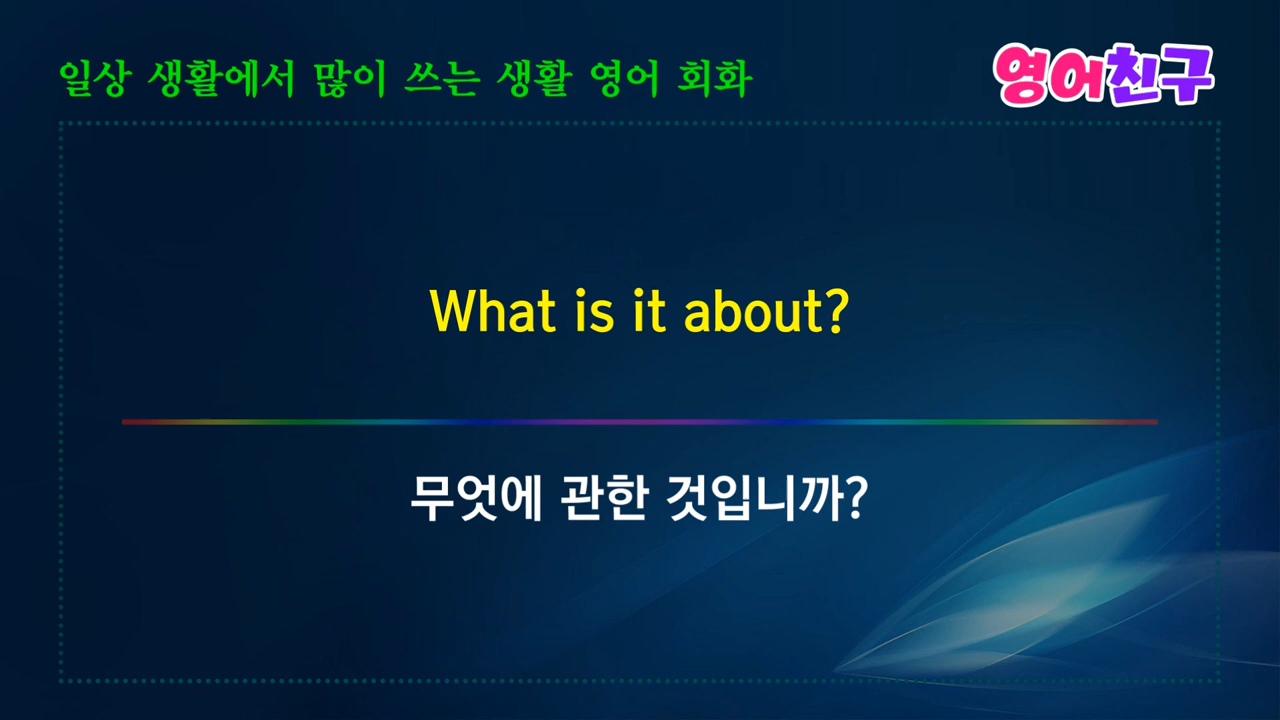 일상 생활에서 많이 쓰는 생활 영어 회화
영어친구
What is it about?
무엇에 관한 것입니까?